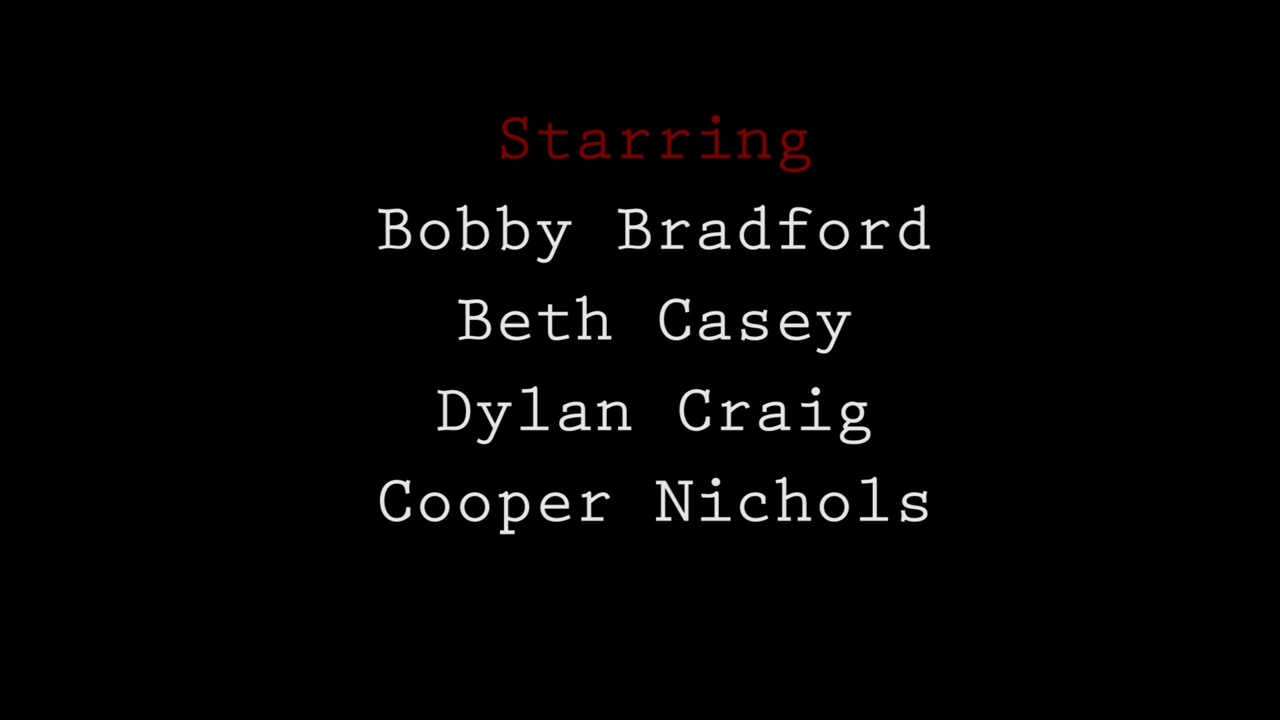 Starring
Bobby Bradford
Beth Casey
Dylan Craig
Cooper Nichols